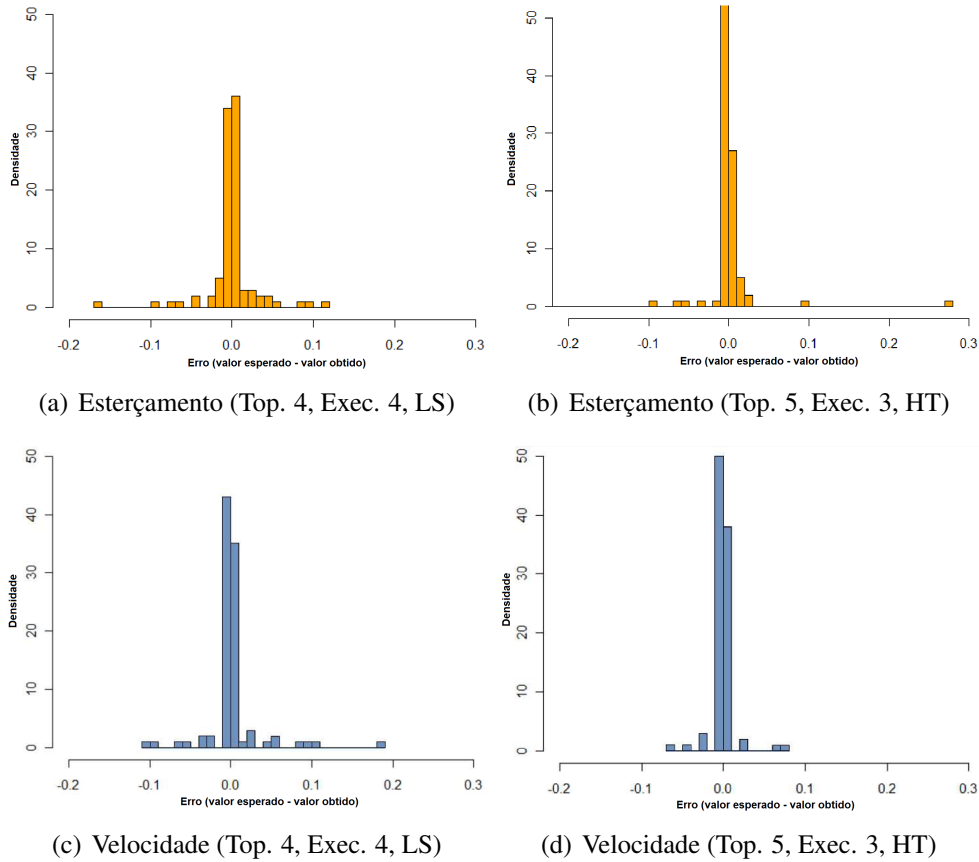 50
40
30
20
10
0
Densidade
-0.2 -0.1 0.0 0.1 0.2 0.3
Erro (valor esperado - valor obtido)
(a) Esterçamento (Top. 4, Exec. 4, LS)
50
40
30
20
10
0
Densidade
-0.2 -0.1 0.0 0.1 0.2 0.3
Erro (valor esperado - valor obtido)
(b) Esterçamento (Top. 5, Exec. 3, HT)
50
40
30
20
10
0
Densidade
-0.2 -0.1 0.0 0.1 0.2 0.3
Erro (valor esperado - valor obtido)
(c) Velocidade (Top. 4, Exec. 4, LS)
50
40
30
20
10
0
Densidade
-0.2 -0.1 0.0 0.1 0.2 0.3
Erro (valor esperado - valor obtido)
(d) Velocidade (Top. 5, Exec. 3, HT)